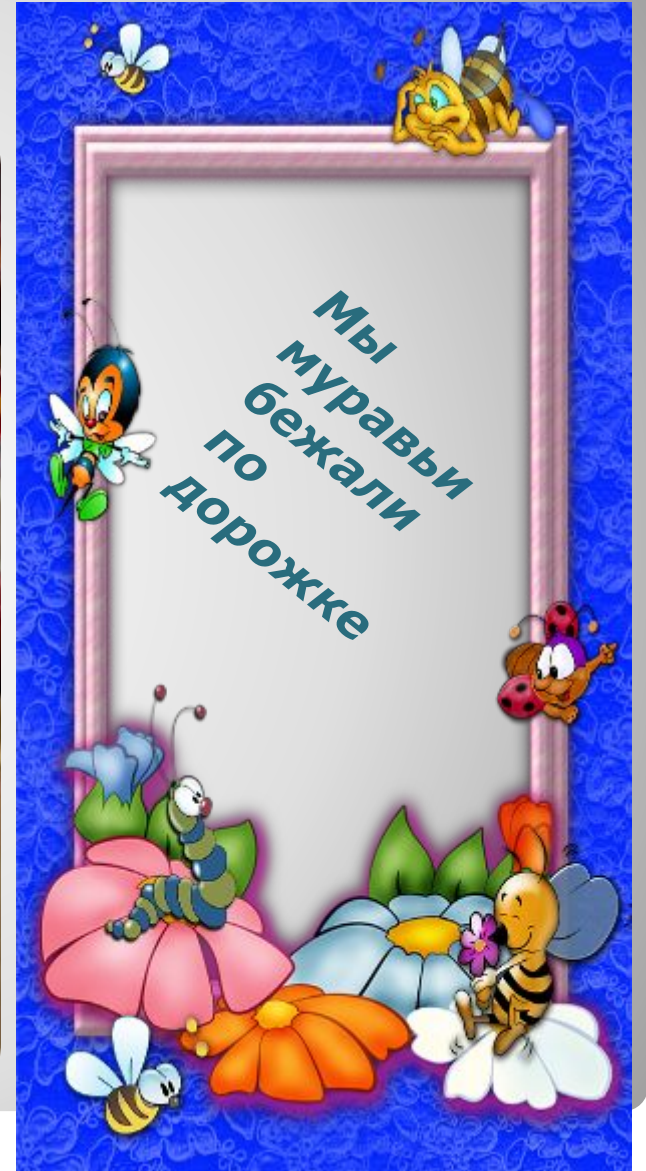 Мы
муравьи
бежали
по
дорожке